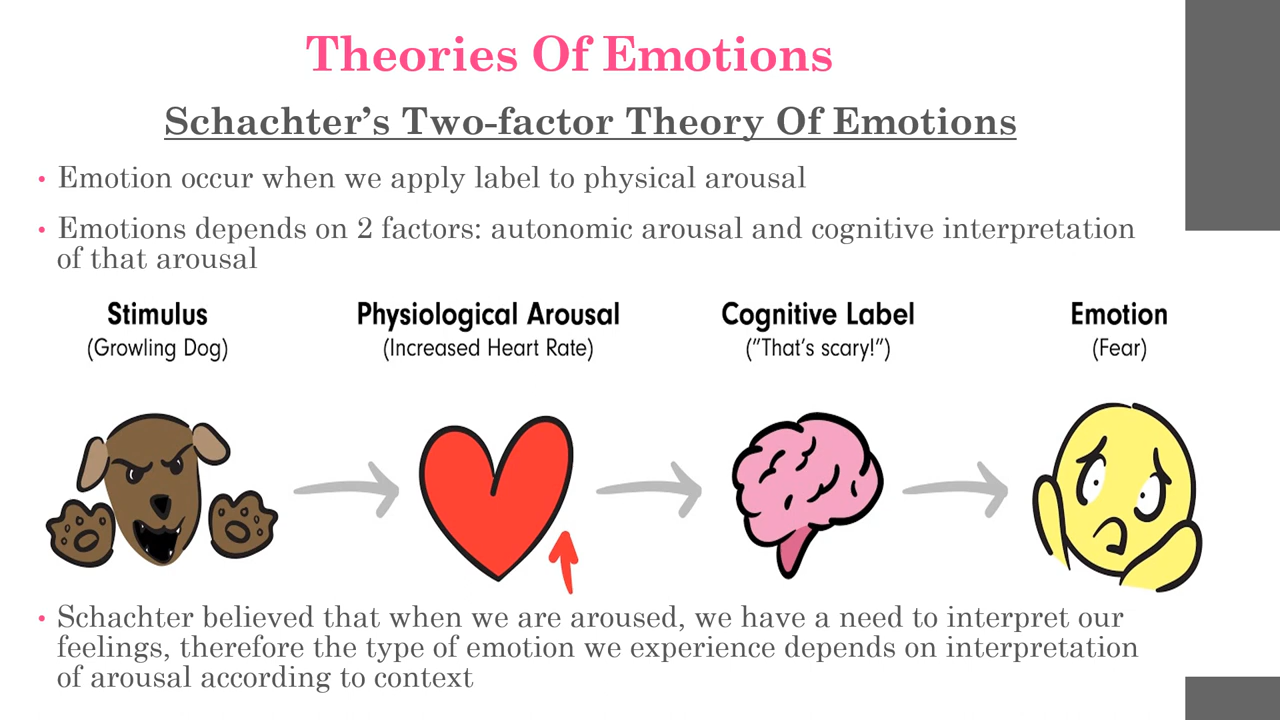 Theories Of Emotions
Schachter’s Two-factor Theory Of Emotions
• Emotion occur when we apply label to physical arousal
• Emotions depends on 2 factors: autonomic arousal and cognitive interpretation
of that arousal
Stimulus
(Growling Dog)
Physiological Arousal
(Increased Heart Rate)
Cognitive Label
(”That’s scary!”)
Emotion
(Fear)
• Schachter believed that when we are aroused, we have a need to interpret our
feelings, therefore the type of emotion we experience depends on interpretation
of arousal according to context